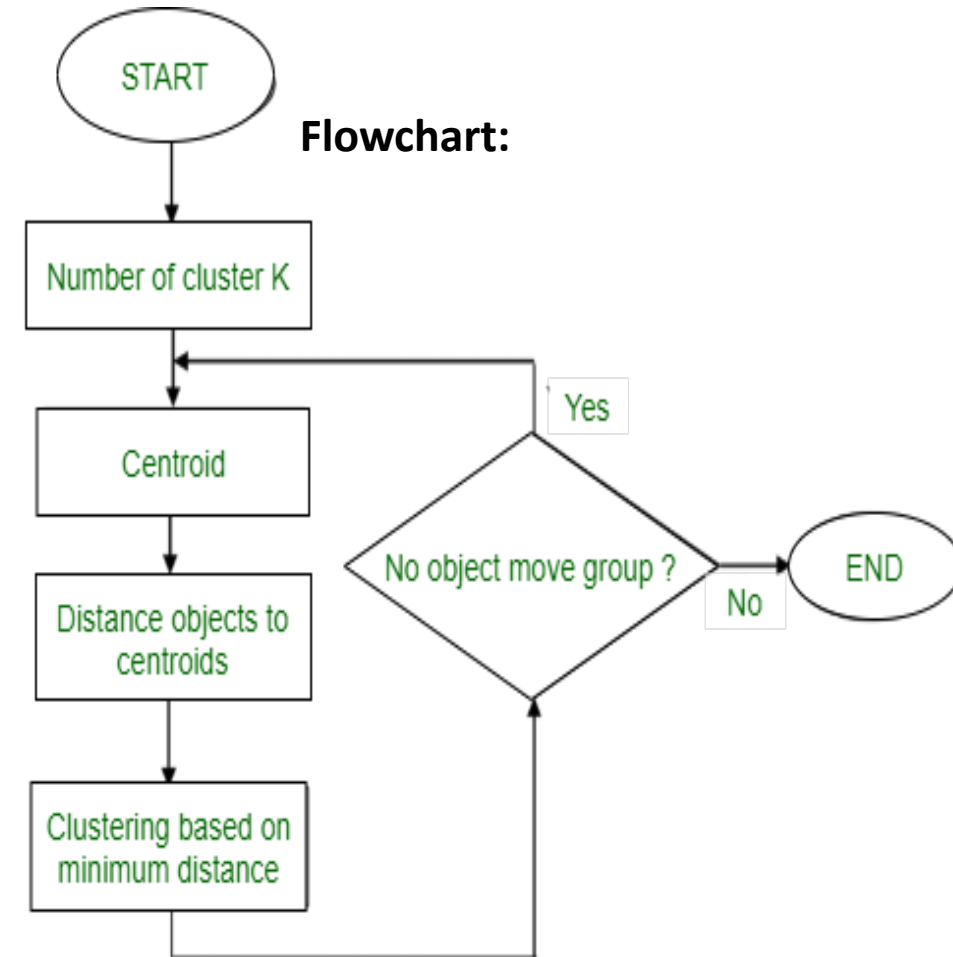 START
Flowchart:
Number of cluster K
Yes
Centroid
No object move group ?
END
No
Distance objects to
centroids
Clustering based on
minimum distance